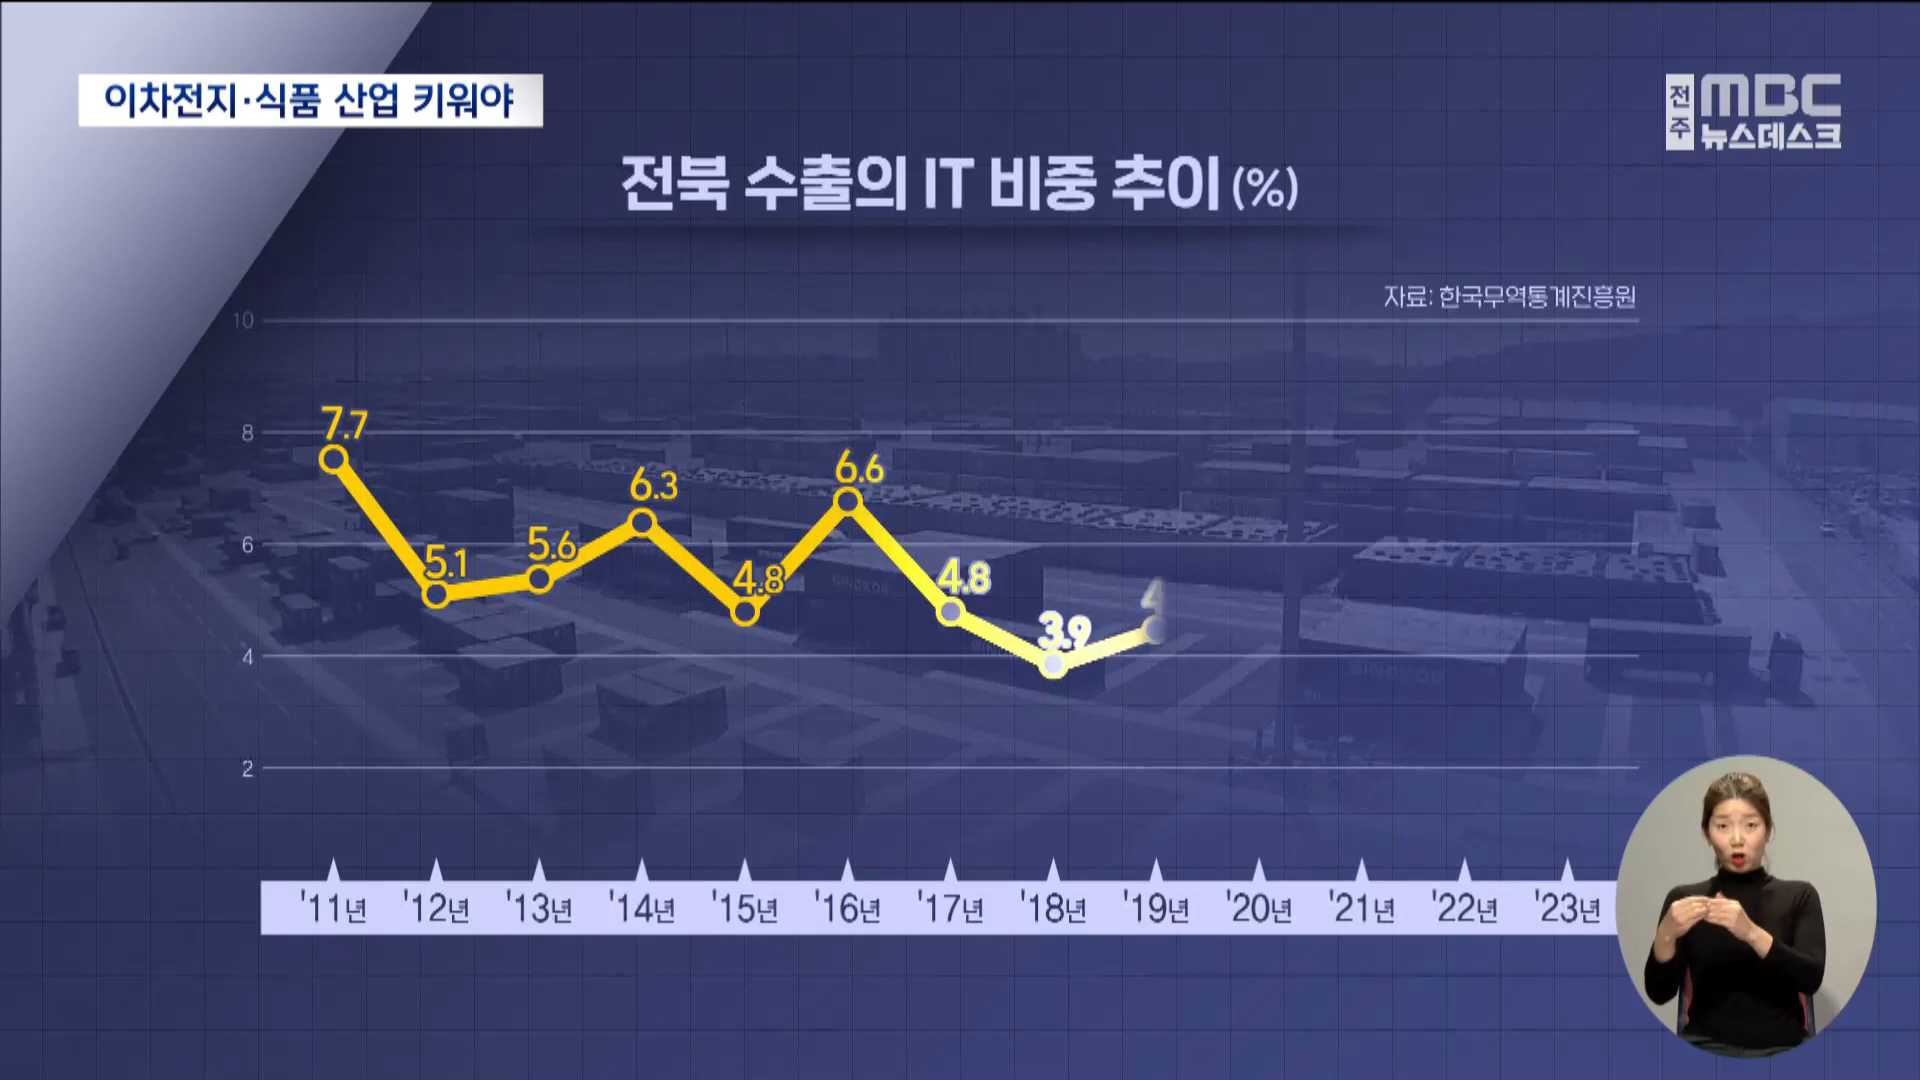 이차전지·식품 산업 키워야
전주 MBC
뉴스데스크
전북 수출의 IT 비중 추이 (%)
자료: 한국무역통계진흥원
10
8
6
4
2
7.7
5.1
5.6
6.3
4.8
6.6
4.8
3.9
4
'11년 '12년 '13년 '14년 '15년 '16년 '17년 '18년 '19년 '20년 '21년 '22년 '23년